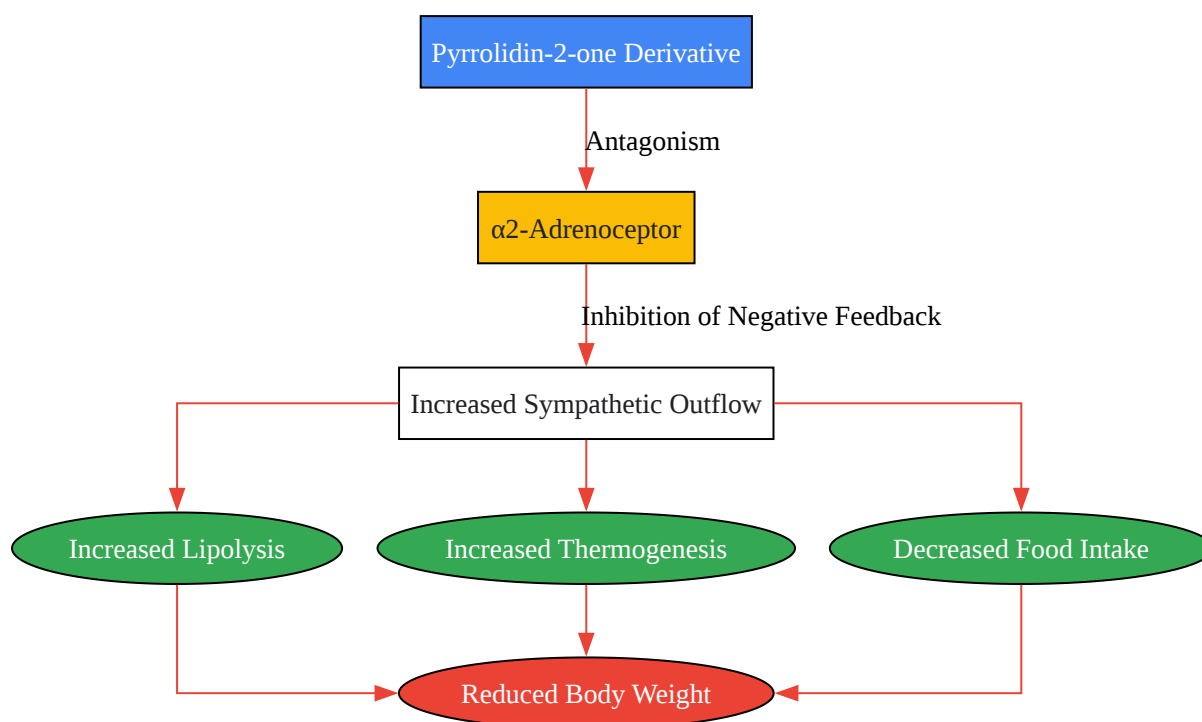 Pyrrolidin-2-one Derivative
Antagonism
α2-Adrenoceptor
Inhibition of Negative Feedback
Increased Sympathetic Outflow
Increased Lipolysis
Increased Thermogenesis
Decreased Food Intake
Reduced Body Weight